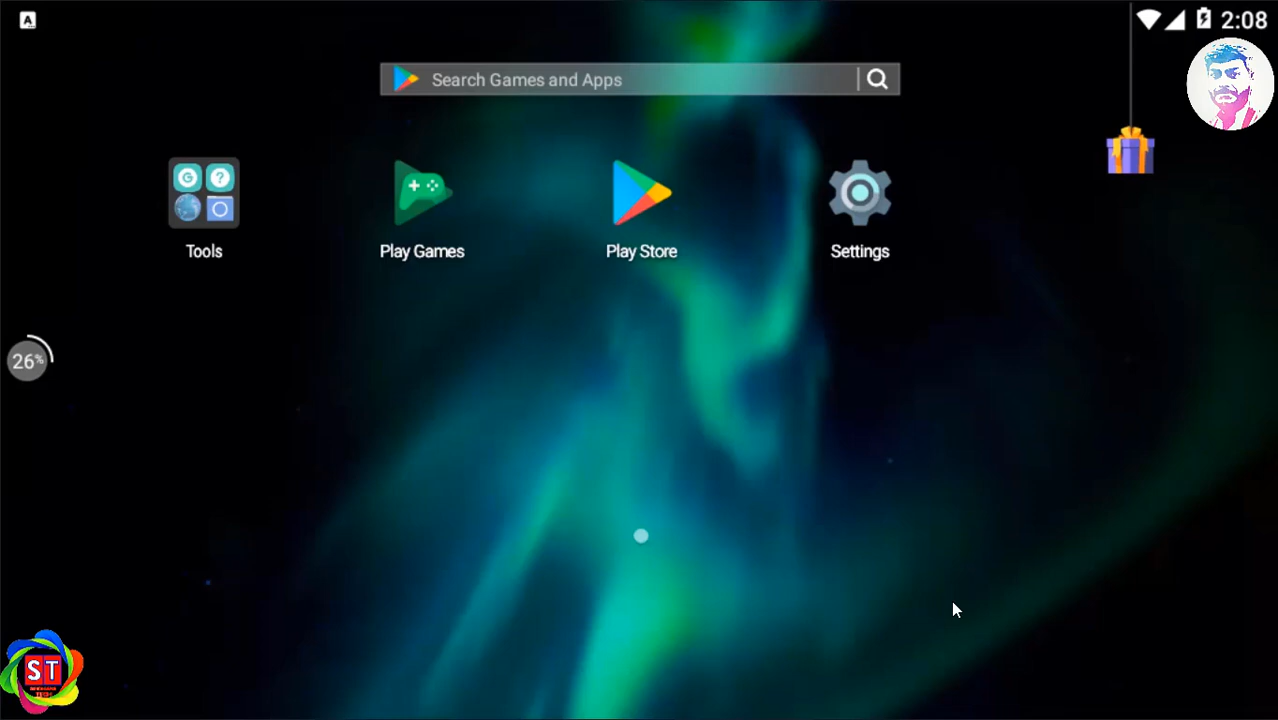 A
2:08
Search Games and Apps
G ?
Tools
Play Games
Play Store
Settings
26%
ST